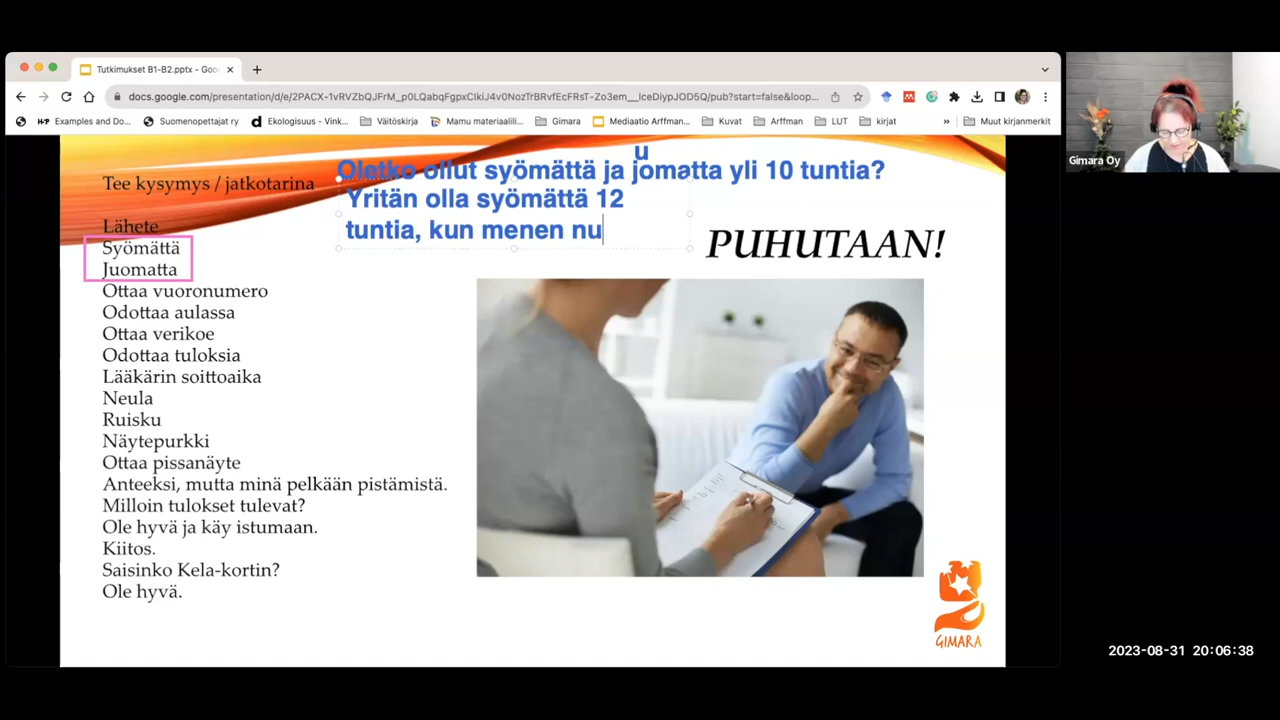 Tutkimukset B1-B2.pptx - Goo
docs.google.com/presentation/d/e/2PACX-1vRVZbQJFrM_p0LQabqFgpxCIkiJ4v0NozTrBRvfEcFRsT-Zo3em__lceDiypJOD5Q/pub?start=false&loop...
Examples and Do...
Suomenopettajat ry
Ekologisuus - Vink...
Väitöskirja
Mamu materiaalili...
Gimara
Mediaatio Arffman...
Kuvat
Arffman
LUT
kirjat
»
Muut kirjanmerkit
Gimara Oy
u
Oletko ollut syömättä ja jomatta yli 10 tuntia?
Yritän olla syömättä 12
tuntia, kun menen nu
PUHUTAAN!
Tee kysymys / jatkotarina
Lähete
Syömättä
Juomatta
Ottaa vuoronumero
Odottaa aulassa
Ottaa verikoe
Odottaa tuloksia
Lääkärin soittoaika
Neula
Ruisku
Näytepurkki
Ottaa pissanäyte
Anteeksi, mutta minä pelkään pistämistä.
Milloin tulokset tulevat?
Ole hyvä ja käy istumaan.
Kiitos.
Saisinko Kela-kortin?
Ole hyvä.
GIMARA
2023-08-31 20:06:38